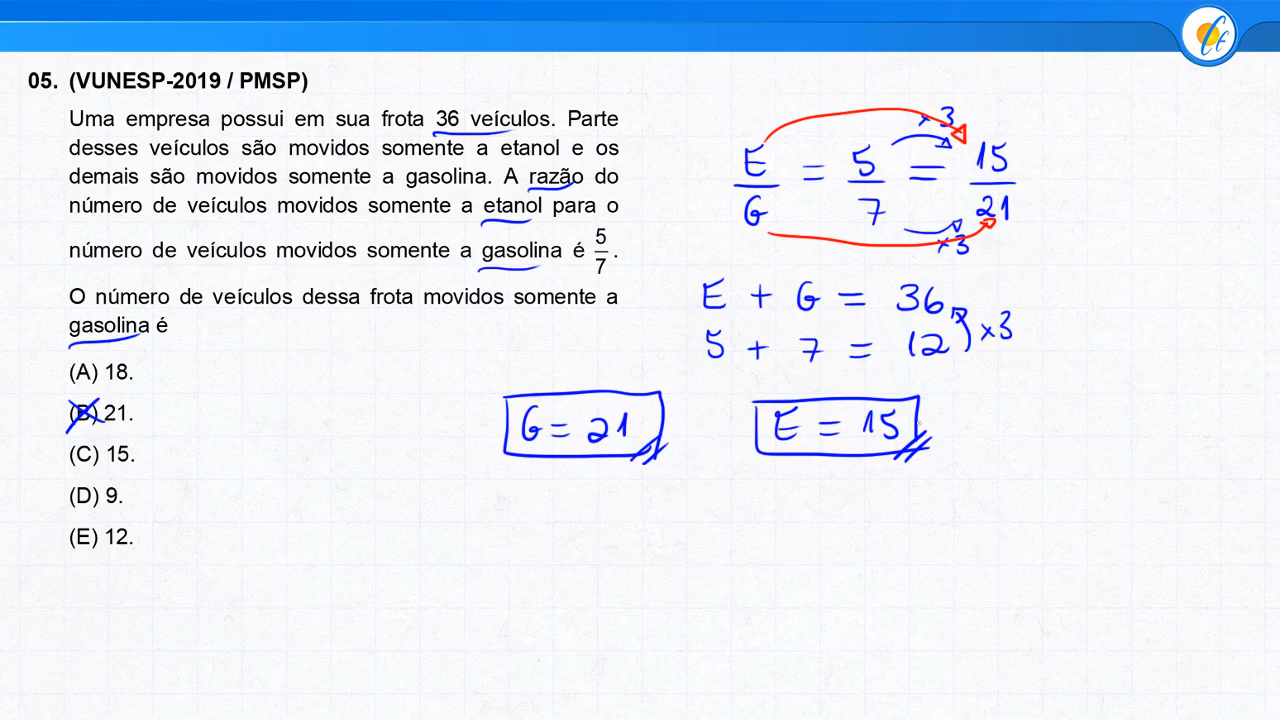 05. (VUNESP-2019 / PMSP)
Uma empresa possui em sua frota 36 veículos. Parte
desses veículos são movidos somente a etanol e os
demais são movidos somente a gasolina. A razão do
número de veículos movidos somente a etanol para o
número de veículos movidos somente a gasolina é 5/7.
O número de veículos dessa frota movidos somente a
gasolina é
(A) 18.
(B) 21.
(C) 15.
(D) 9.
(E) 12.
×3
E/G = 5/7 = 15/21
×3
E + G = 36
5 + 7 = 12 ×3
G = 21
E = 15
CE